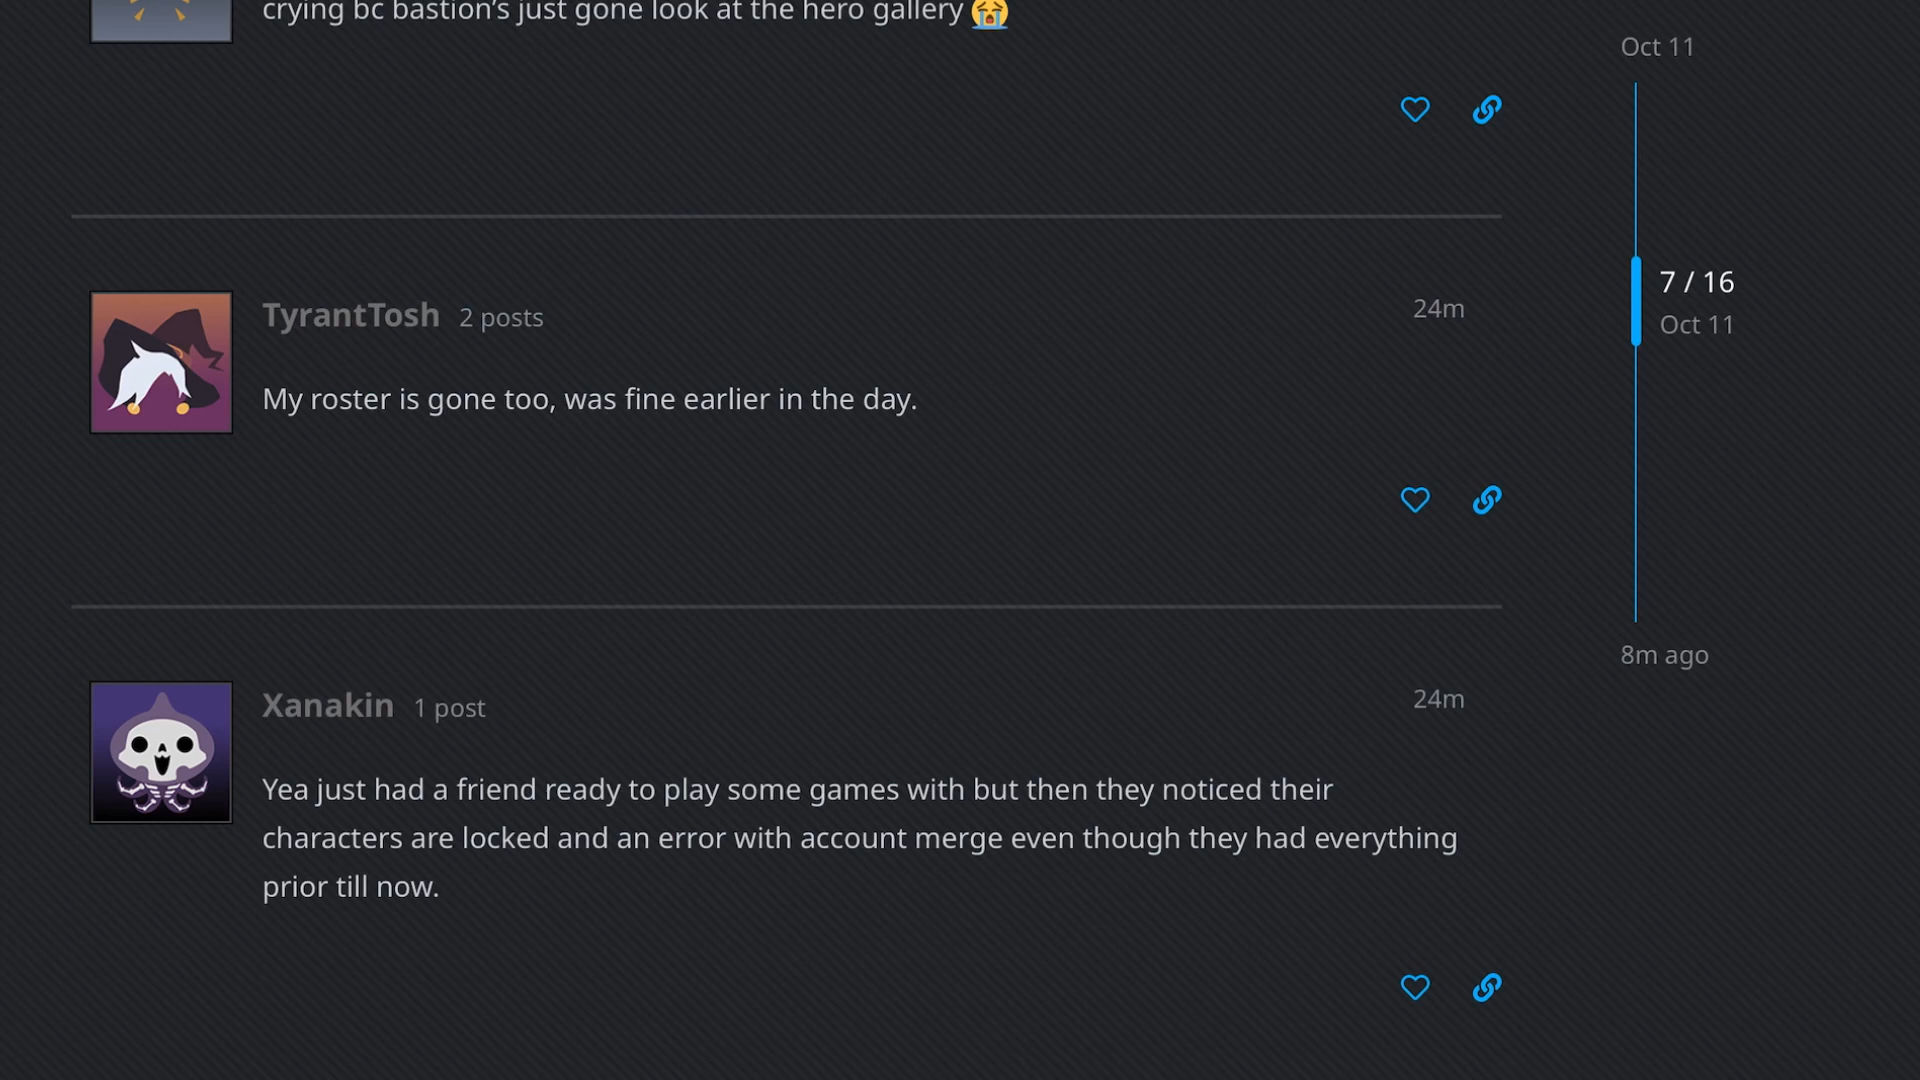 crying bc bastion’s just gone look at the hero gallery 😭
Oct 11
7 / 16
Oct 11
TyrantTosh 2 posts 24m
My roster is gone too, was fine earlier in the day.
8m ago
Xanakin 1 post 24m
Yea just had a friend ready to play some games with but then they noticed their
characters are locked and an error with account merge even though they had everything
prior till now.